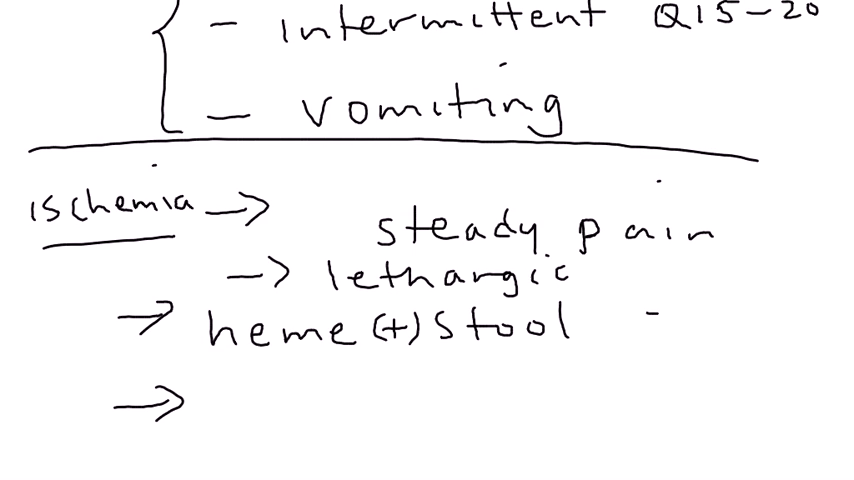 - intermittent Q15-20
- vomiting
ischemia → steady pain
→ lethargic
→ heme (+) stool -
→